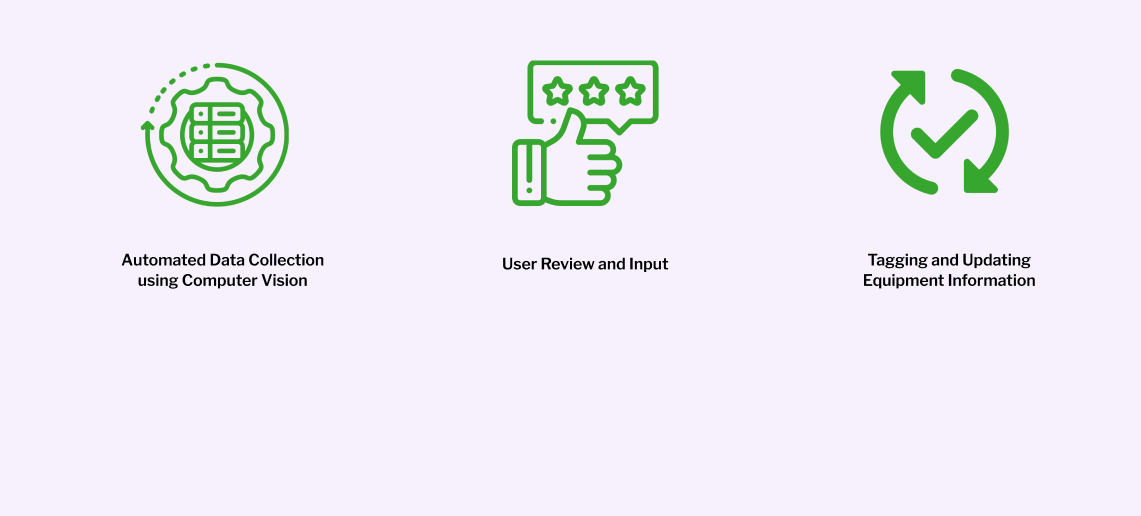 Automated Data Collection
using Computer Vision
User Review and Input
Tagging and Updating
Equipment Information